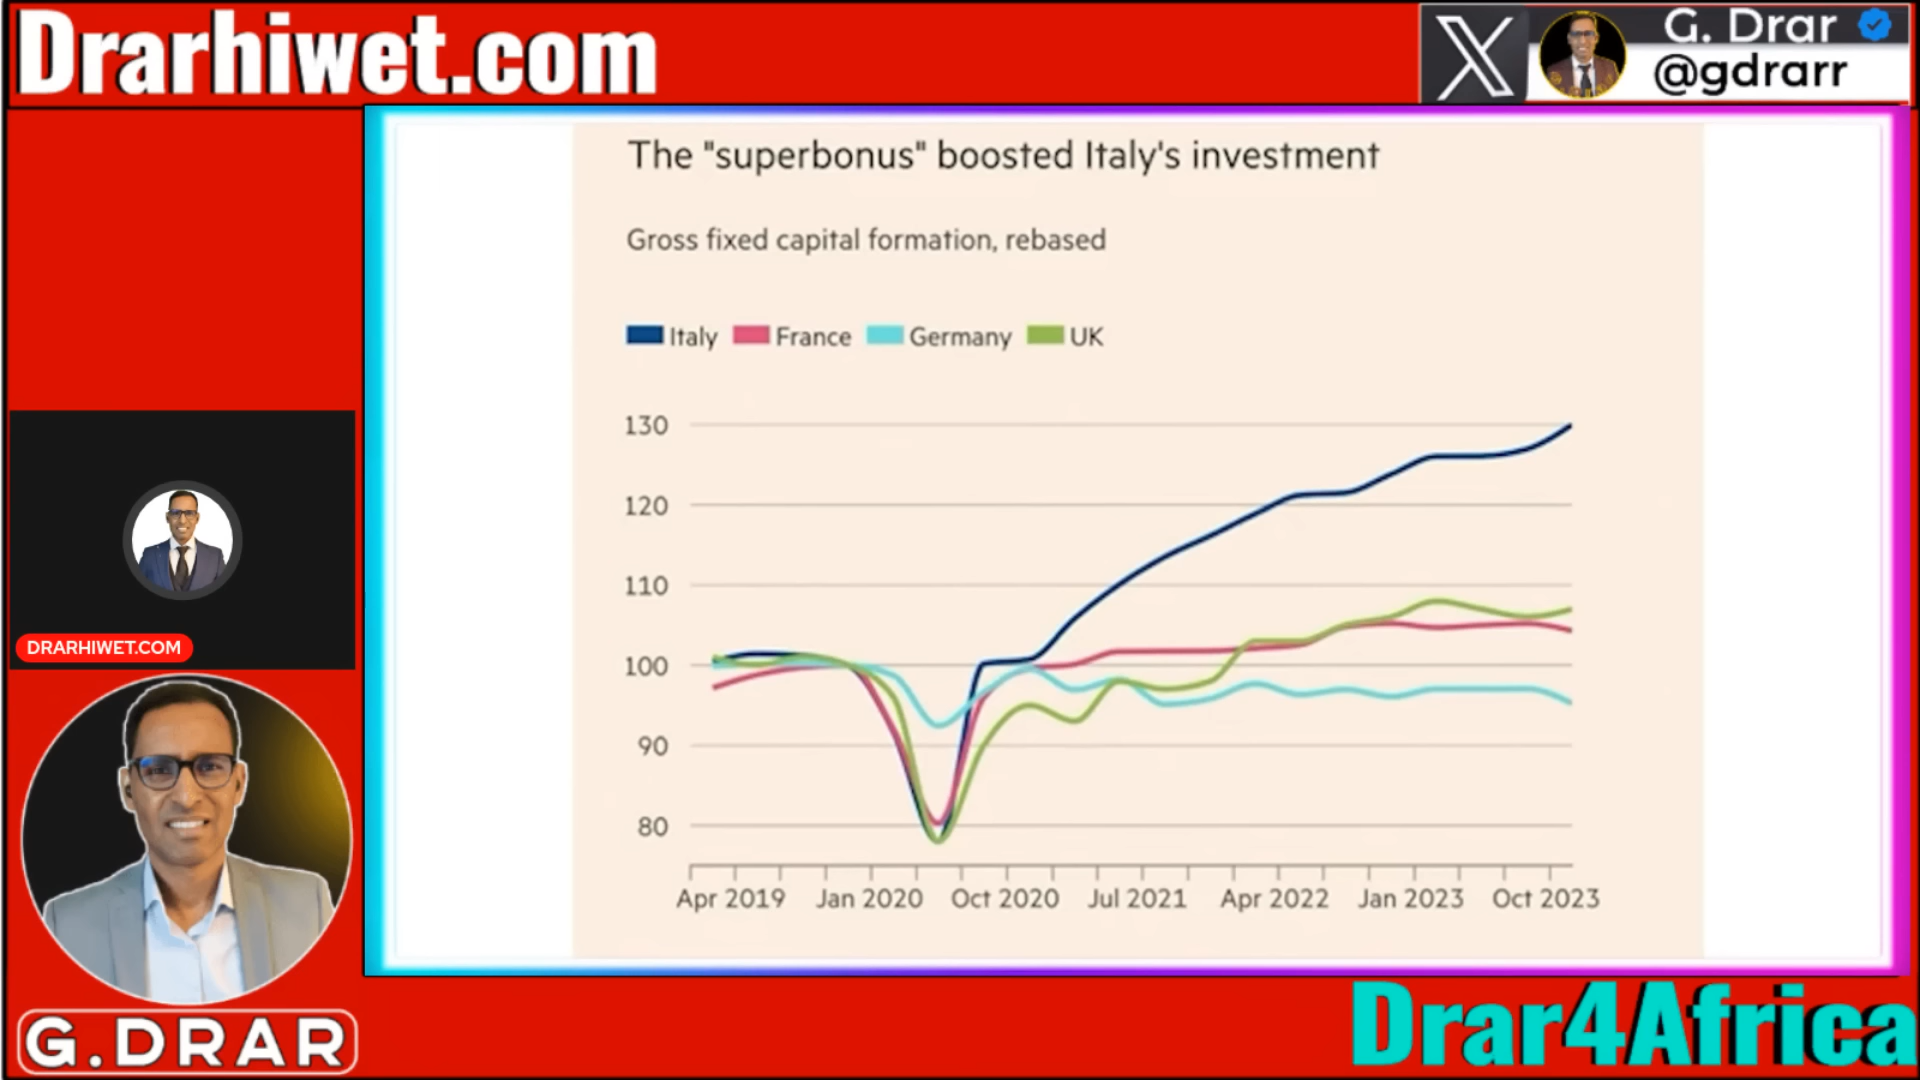 Drarhiwet.com
X
G. Drar
@gdrarr
The "superbonus" boosted Italy's investment
Gross fixed capital formation, rebased
Italy France Germany UK
130
120
110
100
90
80
Apr 2019 Jan 2020 Oct 2020 Jul 2021 Apr 2022 Jan 2023 Oct 2023
DRARHIWET.COM
G.DRAR
Drar4Africa